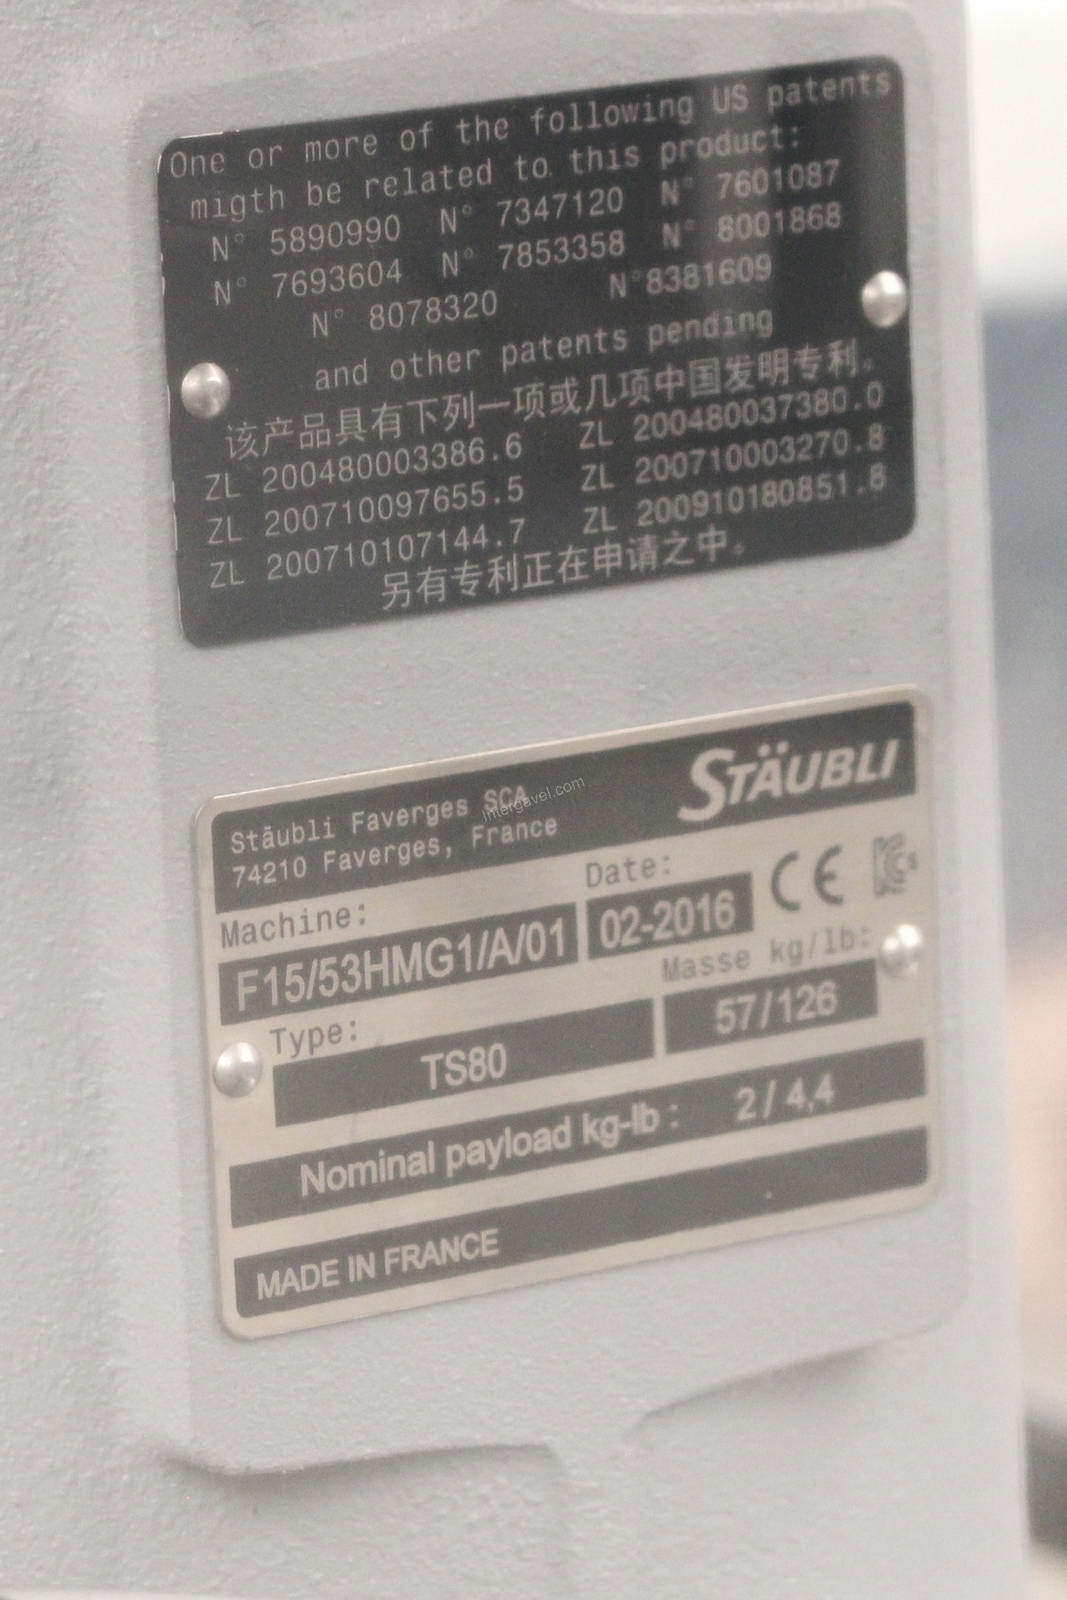 One or more of the following US patents
migth be related to this product:
N° 5890990 N° 7347120 N° 7601087
N° 7693604 N° 7853358 N° 8001868
N° 8078320 N°8381609
and other patents pending
该产品具有下列一项或几项中国发明专利。
ZL 200480003386.6 ZL 200480037380.0
ZL 200710097655.5 ZL 200710003270.8
ZL 200710107144.7 ZL 200910180851.8
另有专利正在申请之中。
Stäubli Faverges SCA
74210 Faverges, France
STÄUBLI
intergavel.com
Machine: Date:
F15/53HMG1/A/01 02-2016 CE KCs
Type: Masse kg/lb:
TS80 57/126
Nominal payload kg-lb : 2 / 4,4
MADE IN FRANCE